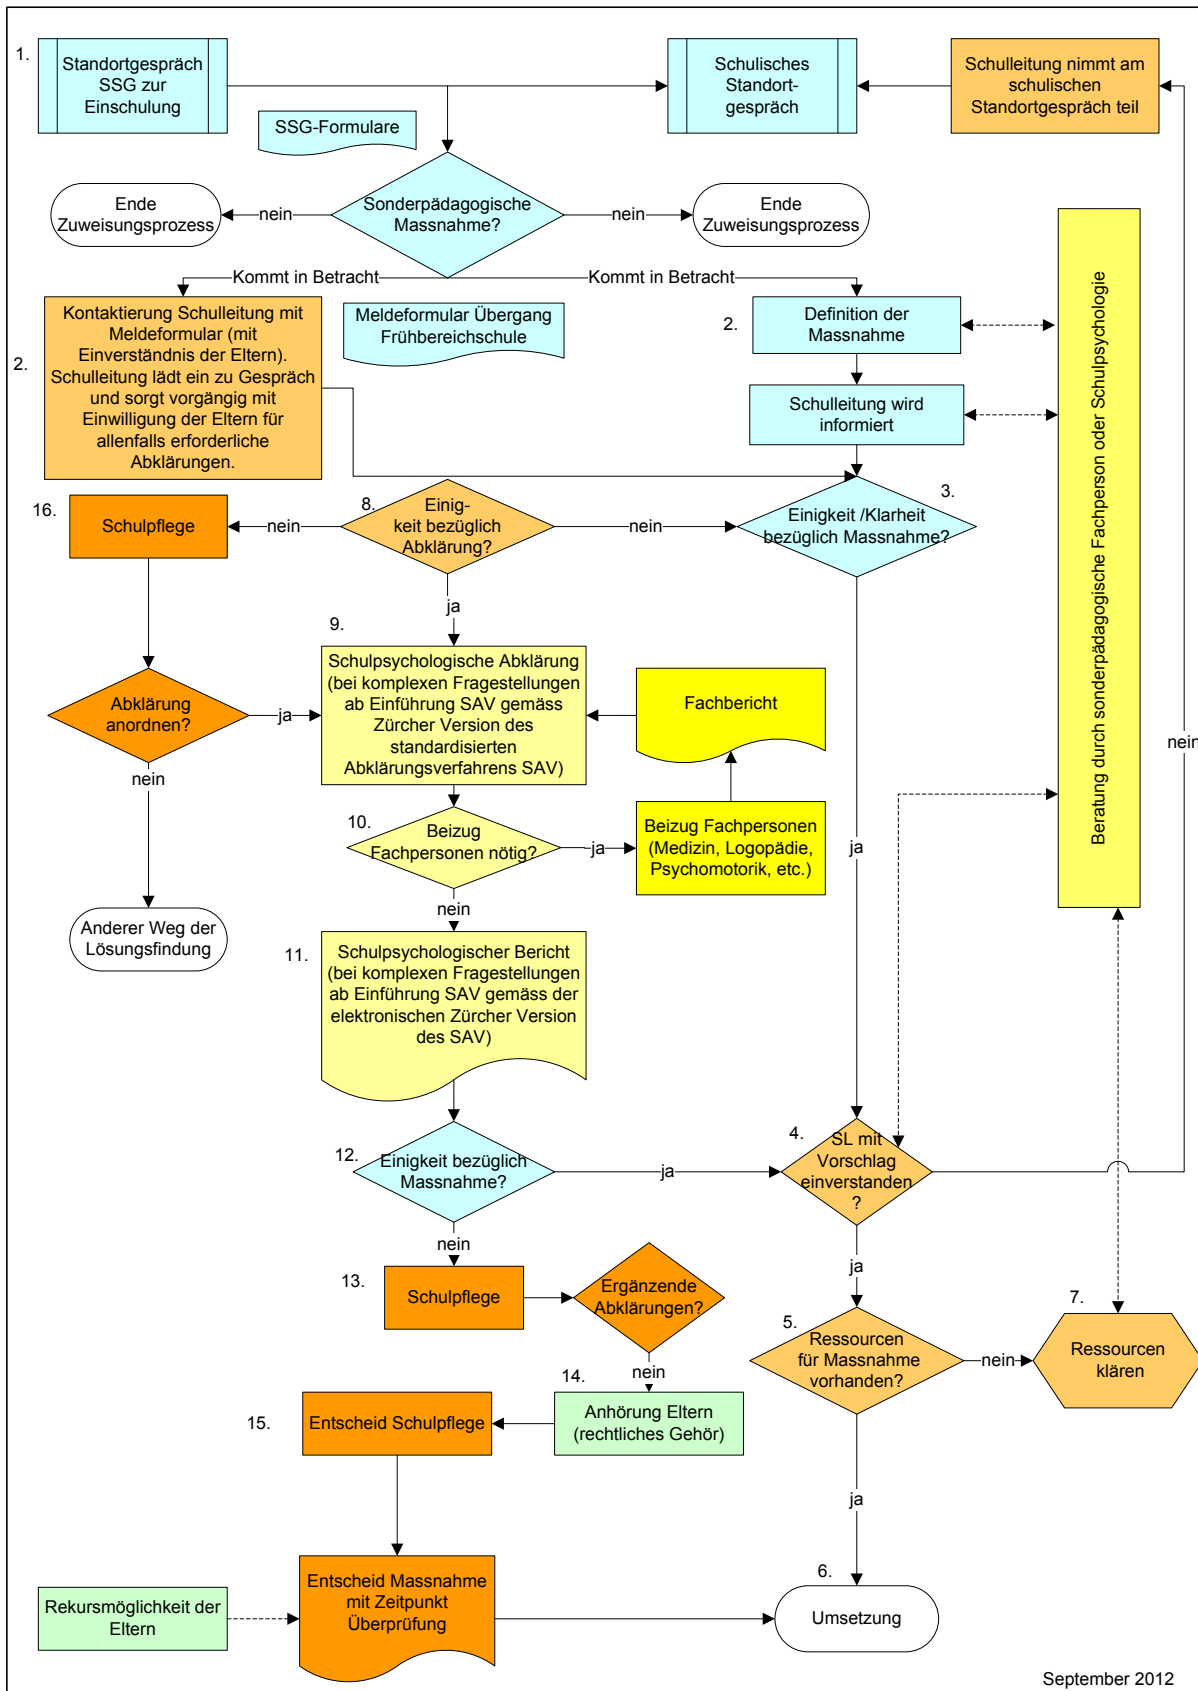 1.
Standortgespräch
SSG zur
Einschulung
Schulisches
Standort-
gespräch
Schulleitung nimmt am
schulischen
Standortgespräch teil
SSG-Formulare
Ende
Zuweisungsprozess
nein
Sonderpädagogische
Massnahme?
nein
Ende
Zuweisungsprozess
Kommt in Betracht
Kommt in Betracht
2.
Kontaktierung Schulleitung mit
Meldeformular (mit
Einverständnis der Eltern).
Schulleitung lädt ein zu Gespräch
und sorgt vorgängig mit
Einwilligung der Eltern für
allenfalls erforderliche
Abklärungen.
Meldeformular Übergang
Frühbereichschule
2.
Definition der
Massnahme
Schulleitung wird
informiert
Beratung durch sonderpädagogische Fachperson oder Schulpsychologie
16.
Schulpflege
nein
8.
Einig-
keit bezüglich
Abklärung?
nein
3.
Einigkeit /Klarheit
bezüglich Massnahme?
ja
9.
Schulpsychologische Abklärung
(bei komplexen Fragestellungen
ab Einführung SAV gemäss
Zürcher Version des
standardisierten
Abklärungsverfahrens SAV)
Fachbericht
Abklärung
anordnen?
ja
nein
nein
10.
Beizug
Fachpersonen nötig?
ja
Beizug Fachpersonen
(Medizin, Logopädie,
Psychomotorik, etc.)
ja
nein
Anderer Weg der
Lösungsfindung
11.
Schulpsychologischer Bericht
(bei komplexen Fragestellungen
ab Einführung SAV gemäss der
elektronischen Zürcher Version
des SAV)
12.
Einigkeit bezüglich
Massnahme?
ja
4.
SL mit
Vorschlag
einverstanden
?
nein
ja
13.
Schulpflege
Ergänzende
Abklärungen?
5.
Ressourcen
für Massnahme
vorhanden?
nein
7.
Ressourcen
klären
nein
14.
Anhörung Eltern
(rechtliches Gehör)
15.
Entscheid Schulpflege
ja
Rekursmöglichkeit der
Eltern
Entscheid Massnahme
mit Zeitpunkt
Überprüfung
6.
Umsetzung
September 2012